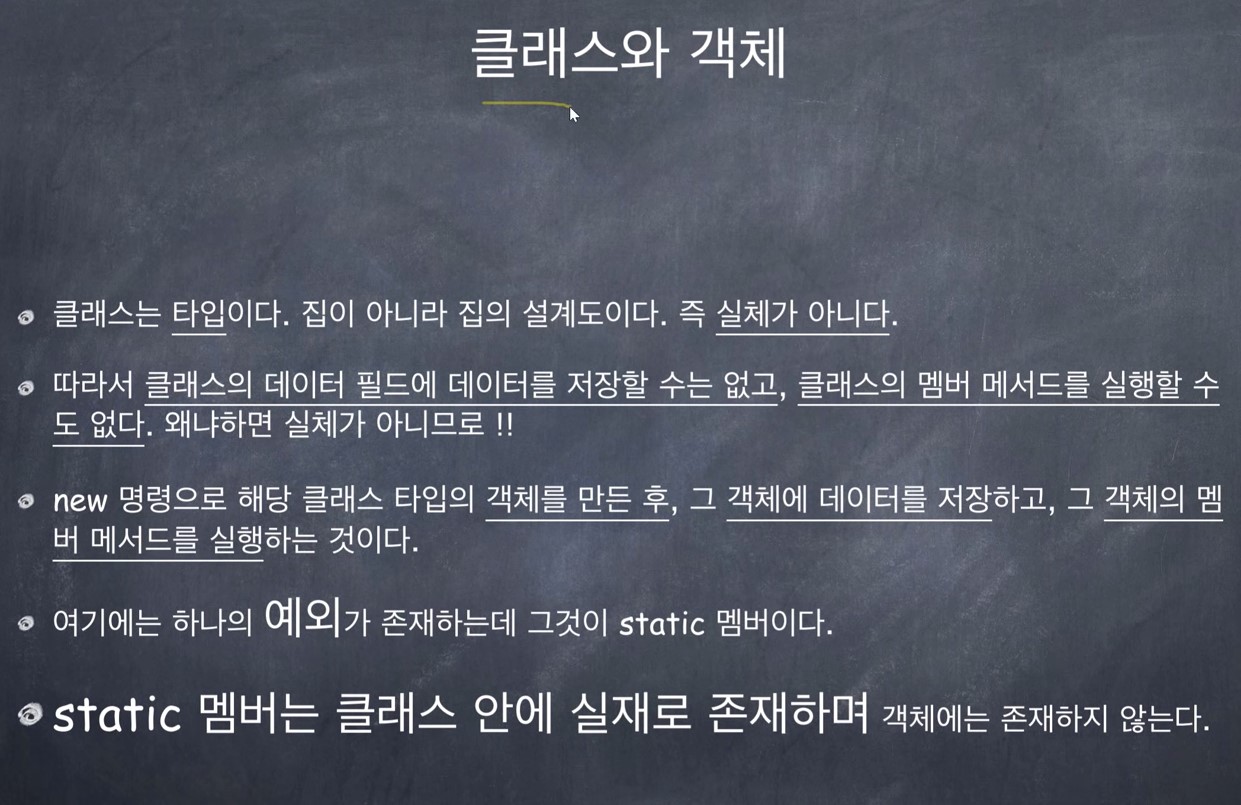 클래스와 객체
클래스는 타입이다. 집이 아니라 집의 설계도이다. 즉 실체가 아니다.
따라서 클래스의 데이터 필드에 데이터를 저장할 수는 없고, 클래스의 멤버 메서드를 실행할 수
도 없다. 왜냐하면 실체가 아니므로 !!
new 명령으로 해당 클래스 타입의 객체를 만든 후, 그 객체에 데이터를 저장하고, 그 객체의 멤
버 메서드를 실행하는 것이다.
여기에는 하나의 예외가 존재하는데 그것이 static 멤버이다.
static 멤버는 클래스 안에 실재로 존재하며 객체에는 존재하지 않는다.